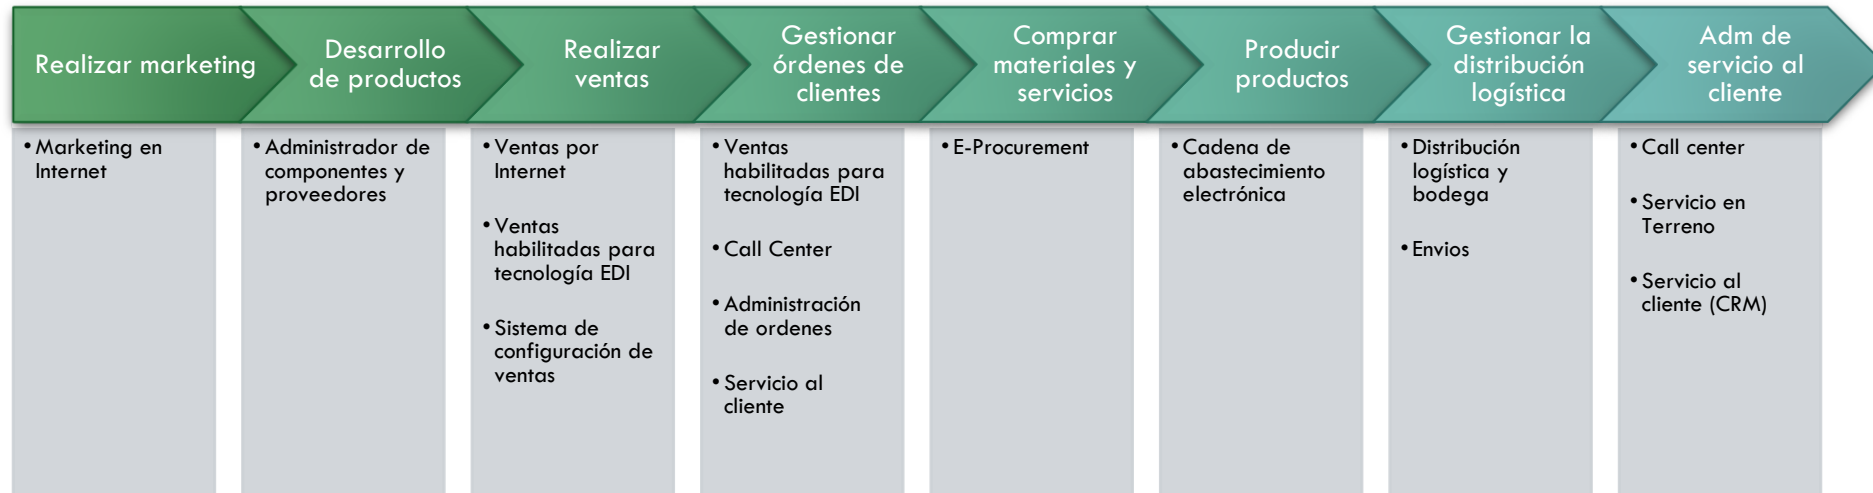 Realizar marketing
Desarrollo
de productos
Realizar
ventas
Gestionar
órdenes de
clientes
Comprar
materiales y
servicios
Producir
productos
Gestionar la
distribución
logística
Adm de
servicio al
cliente
• Marketing en
Internet
• Administrador de
componentes y
proveedores
• Ventas por
Internet
• Ventas
habilitadas para
tecnología EDI
• Sistema de
configuración de
ventas
• Ventas
habilitadas para
tecnología EDI
• Call Center
• Administración
de ordenes
• Servicio al
cliente
• E-Procurement
• Cadena de
abastecimiento
electrónica
• Distribución
logística y
bodega
• Envios
• Call center
• Servicio en
Terreno
• Servicio al
cliente (CRM)